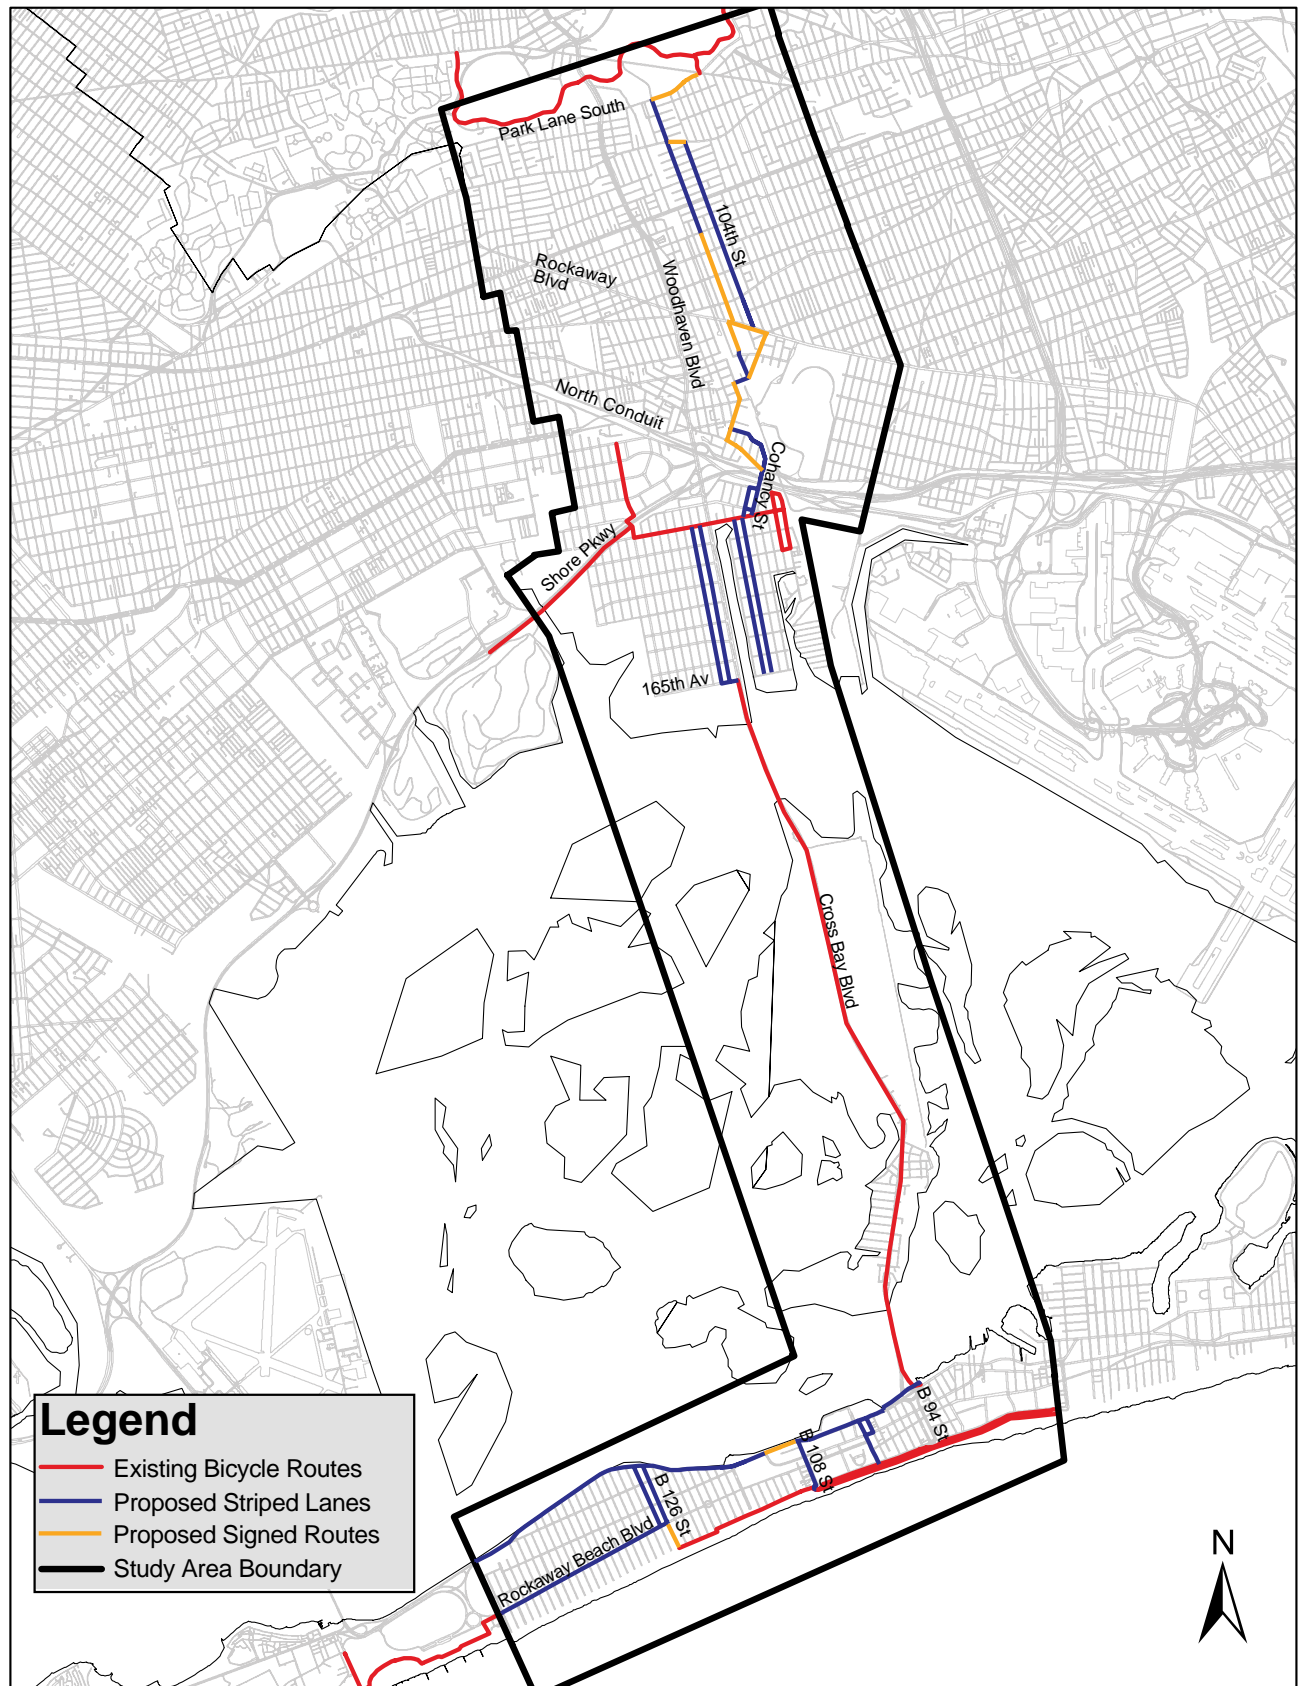 Park Lane South
104th St
Rockaway
Blvd
Woodhaven Blvd
North Conduit
Cohancy St
Shore Pkwy
165th Av
Cross Bay Blvd
B 94 St
B 108 St
B 126 St
Rockaway Beach Blvd
Legend
Existing Bicycle Routes
Proposed Striped Lanes
Proposed Signed Routes
Study Area Boundary
N